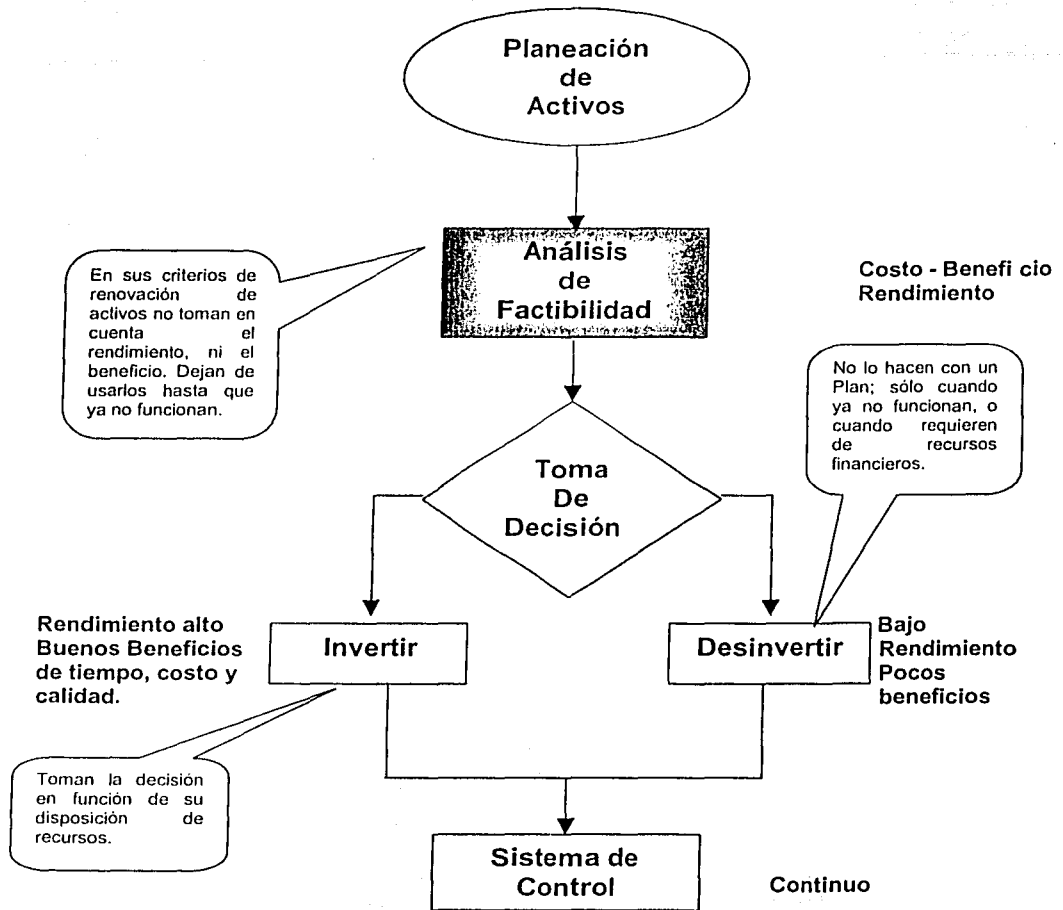 Planeación
de
Activos
Análisis
de
Factibilidad
En sus criterios de
renovación de
activos no toman en
cuenta el
rendimiento, ni el
beneficio. Dejan de
usarlos hasta que
ya no funcionan.
Costo - Benefi cio
Rendimiento
No lo hacen con un
Plan; sólo cuando
ya no funcionan, o
cuando requieren
de recursos
financieros.
Toma
De
Decisión
Rendimiento alto
Buenos Beneficios
de tiempo, costo y
calidad.
Invertir
Desinvertir
Bajo
Rendimiento
Pocos
beneficios
Toman la decisión
en función de su
disposición de
recursos.
Sistema de
Control
Continuo